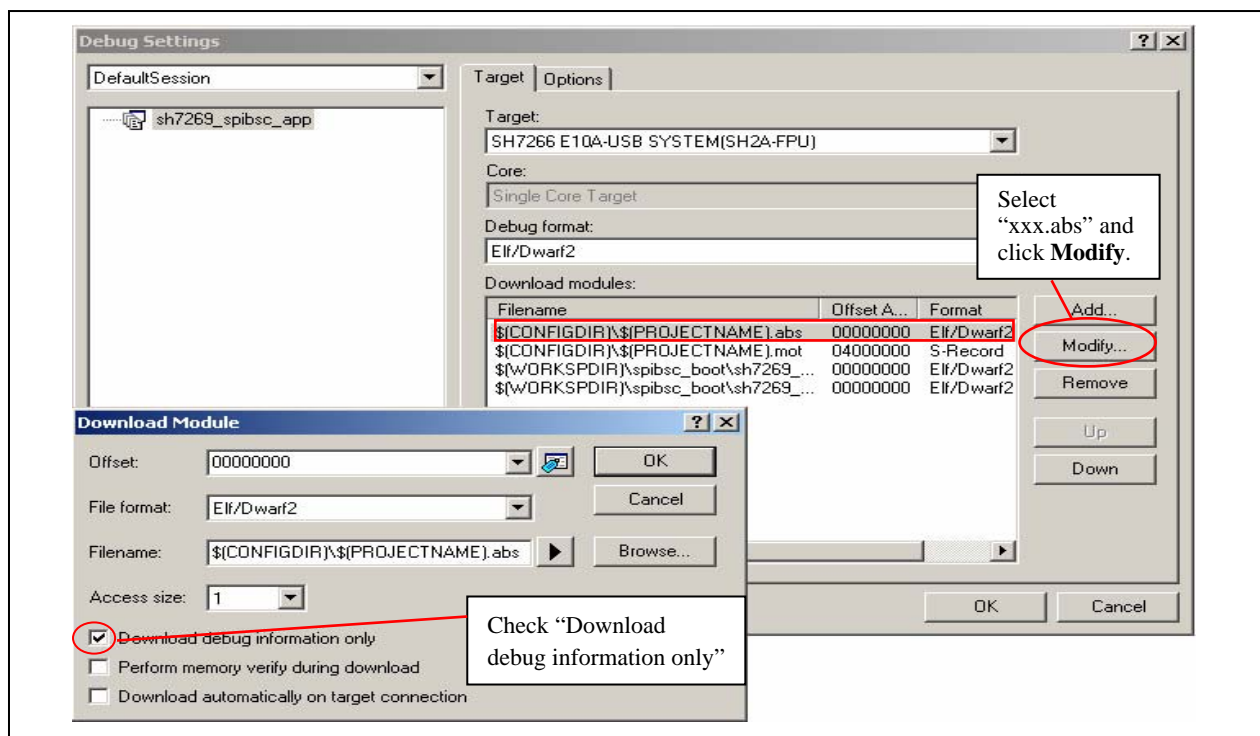 Debug Settings
DefaultSession
sh7269_spibsc_app
Target
Options
Target:
SH7266 E10A-USB SYSTEM(SH2A-FPU)
Core:
Single Core Target
Debug format:
Elf/Dwarf2
Download modules:
Filename Offset A... Format
$(CONFIGDIR)\$(PROJECTNAME).abs 00000000 Elf/Dwarf2
$(CONFIGDIR)\$(PROJECTNAME).mot 04000000 S-Record
$(WORKSPDIR)\spibsc_boot\sh7269_... 00000000 Elf/Dwarf2
$(WORKSPDIR)\spibsc_boot\sh7269_... 00000000 Elf/Dwarf2
Add...
Modify...
Remove
Up
Down
OK
Cancel
Select
“xxx.abs” and
click Modify.
Download Module
Offset:
00000000
OK
File format:
Elf/Dwarf2
Cancel
Filename:
$(CONFIGDIR)\$(PROJECTNAME).abs
Browse...
Access size:
1
Download debug information only
Perform memory verify during download
Download automatically on target connection
Check “Download
debug information only”